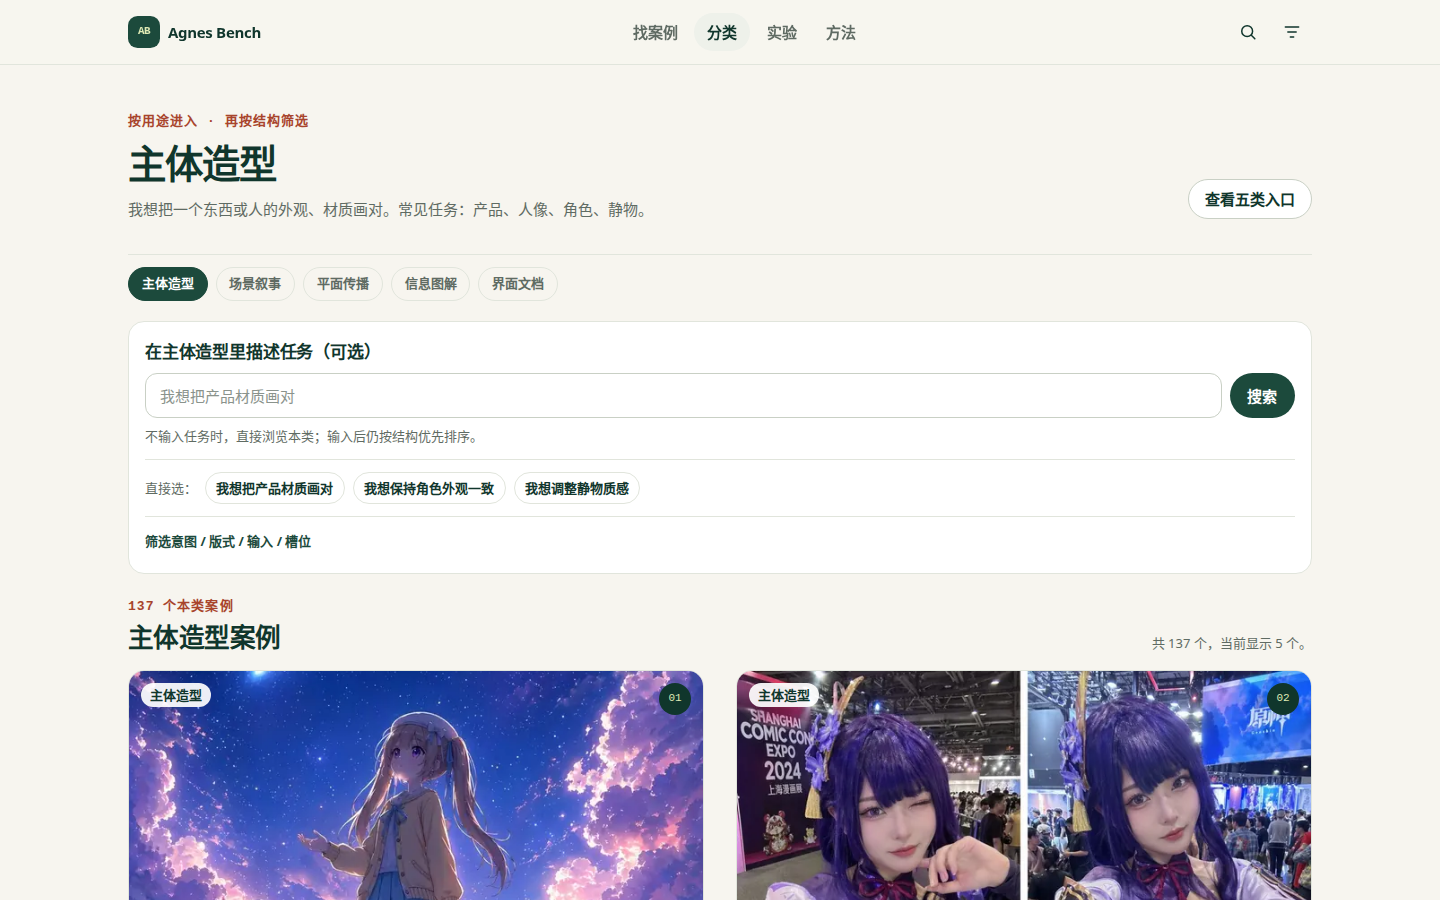 AB
Agnes Bench
找案例
分类
实验
方法
按用途进入 · 再按结构筛选
主体造型
我想把一个东西或人的外观、材质画对。常见任务：产品、人像、角色、静物。
查看五类入口
主体造型
场景叙事
平面传播
信息图解
界面文档
在主体造型里描述任务（可选）
我想把产品材质画对
搜索
不输入任务时，直接浏览本类；输入后仍按结构优先排序。
直接选：
我想把产品材质画对
我想保持角色外观一致
我想调整静物质感
筛选意图 / 版式 / 输入 / 槽位
137 个本类案例
主体造型案例
共 137 个，当前显示 5 个。
主体造型
01
主体造型
02
SHANGHAI
COMIC CON
EXPO
2024
上海漫画展
原神